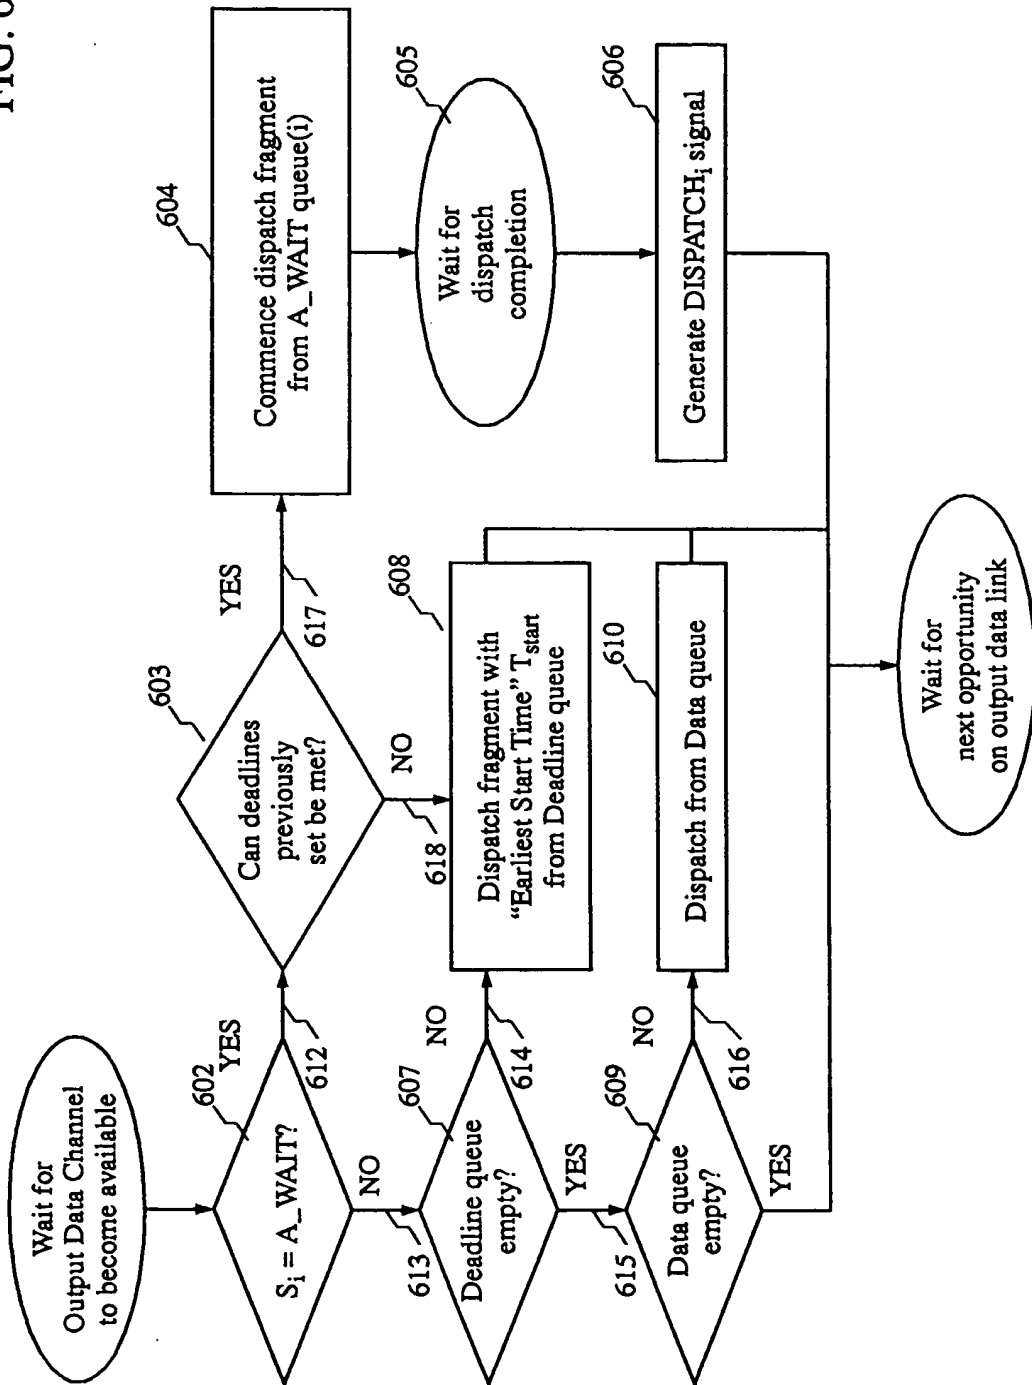 FIG. 6
Wait for
Output Data Channel
to become available
602
S_i = A_WAIT?
YES
612
NO
613
603
Can deadlines
previously
set be met?
YES
617
NO
618
604
Commence dispatch fragment
from A_WAIT queue(i)
605
Wait for
dispatch
completion
606
Generate DISPATCH_i signal
607
Deadline queue
empty?
NO
614
YES
615
608
Dispatch fragment with
“Earliest Start Time” T_start
from Deadline queue
609
Data queue
empty?
NO
616
YES
610
Dispatch from Data queue
Wait for
next opportunity
on output data link